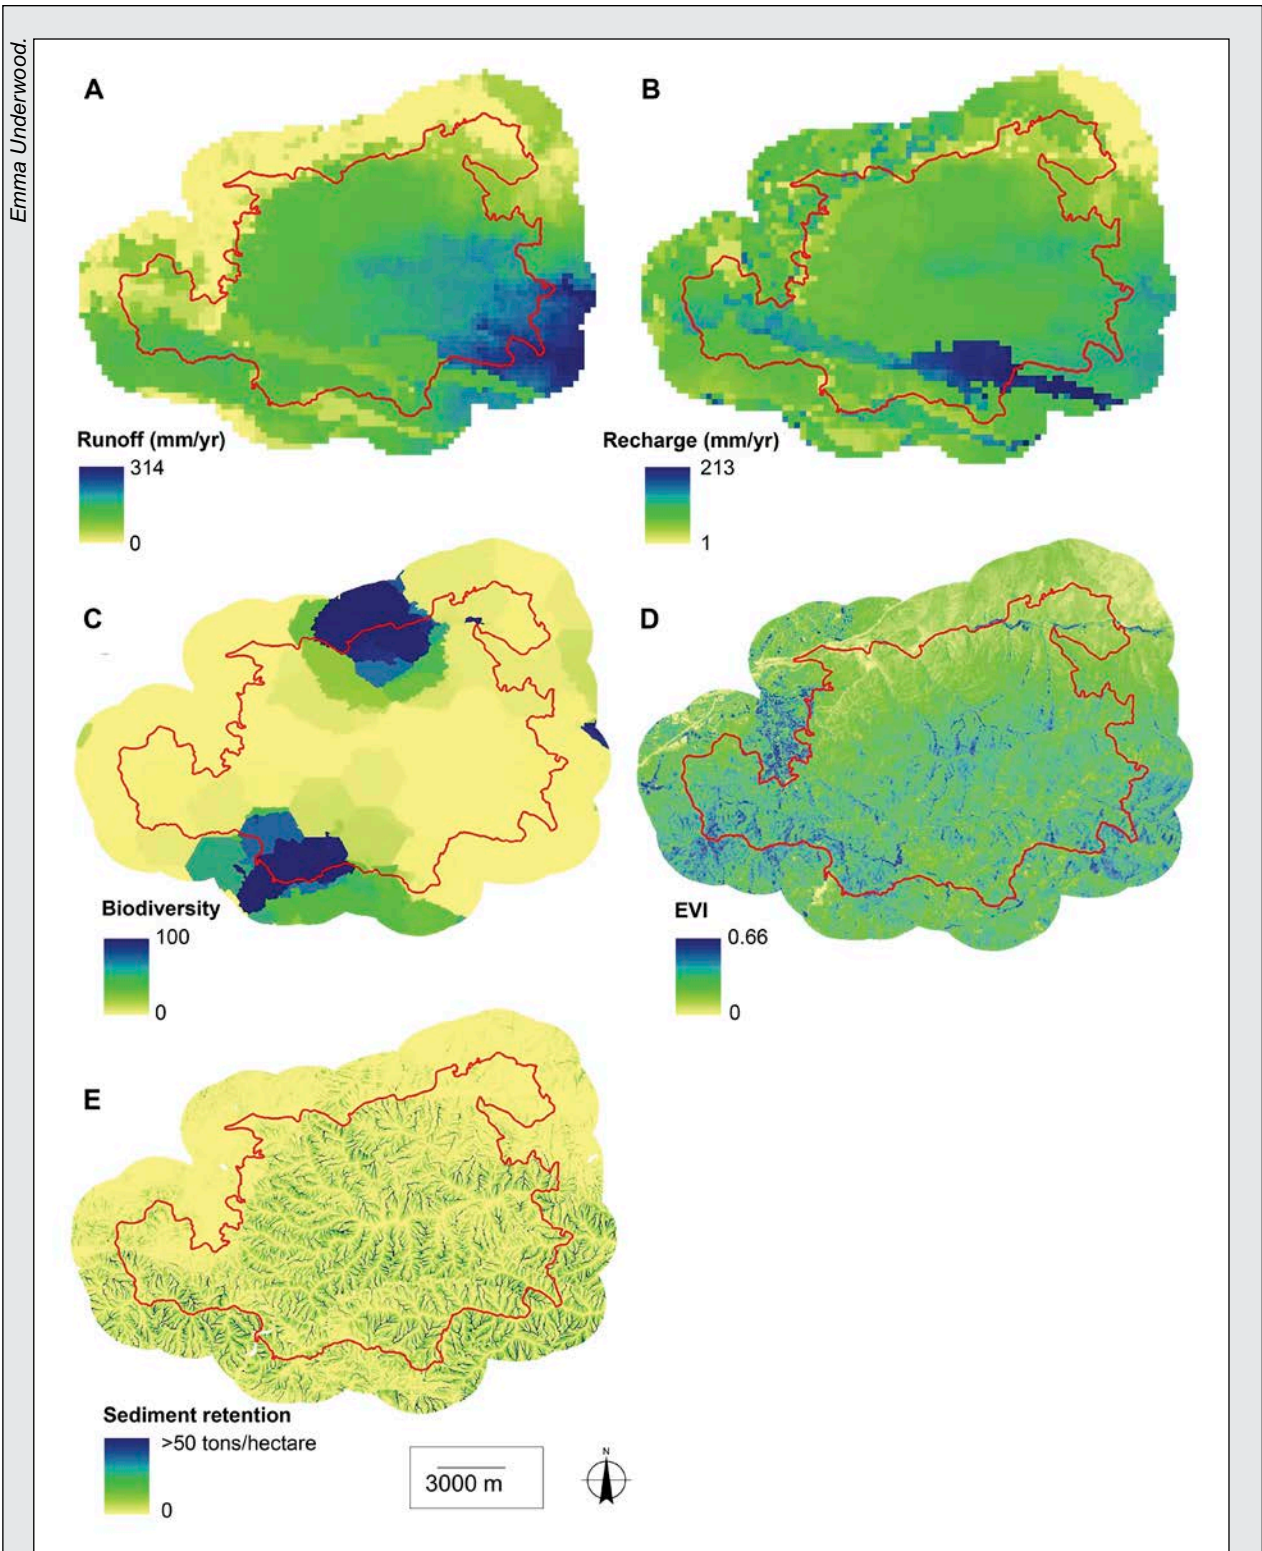 Emma Underwood.
A
B
Runoff (mm/yr)
314
0
Recharge (mm/yr)
213
1
C
D
Biodiversity
100
0
EVI
0.66
0
E
Sediment retention
>50 tons/hectare
0
3000 m
N